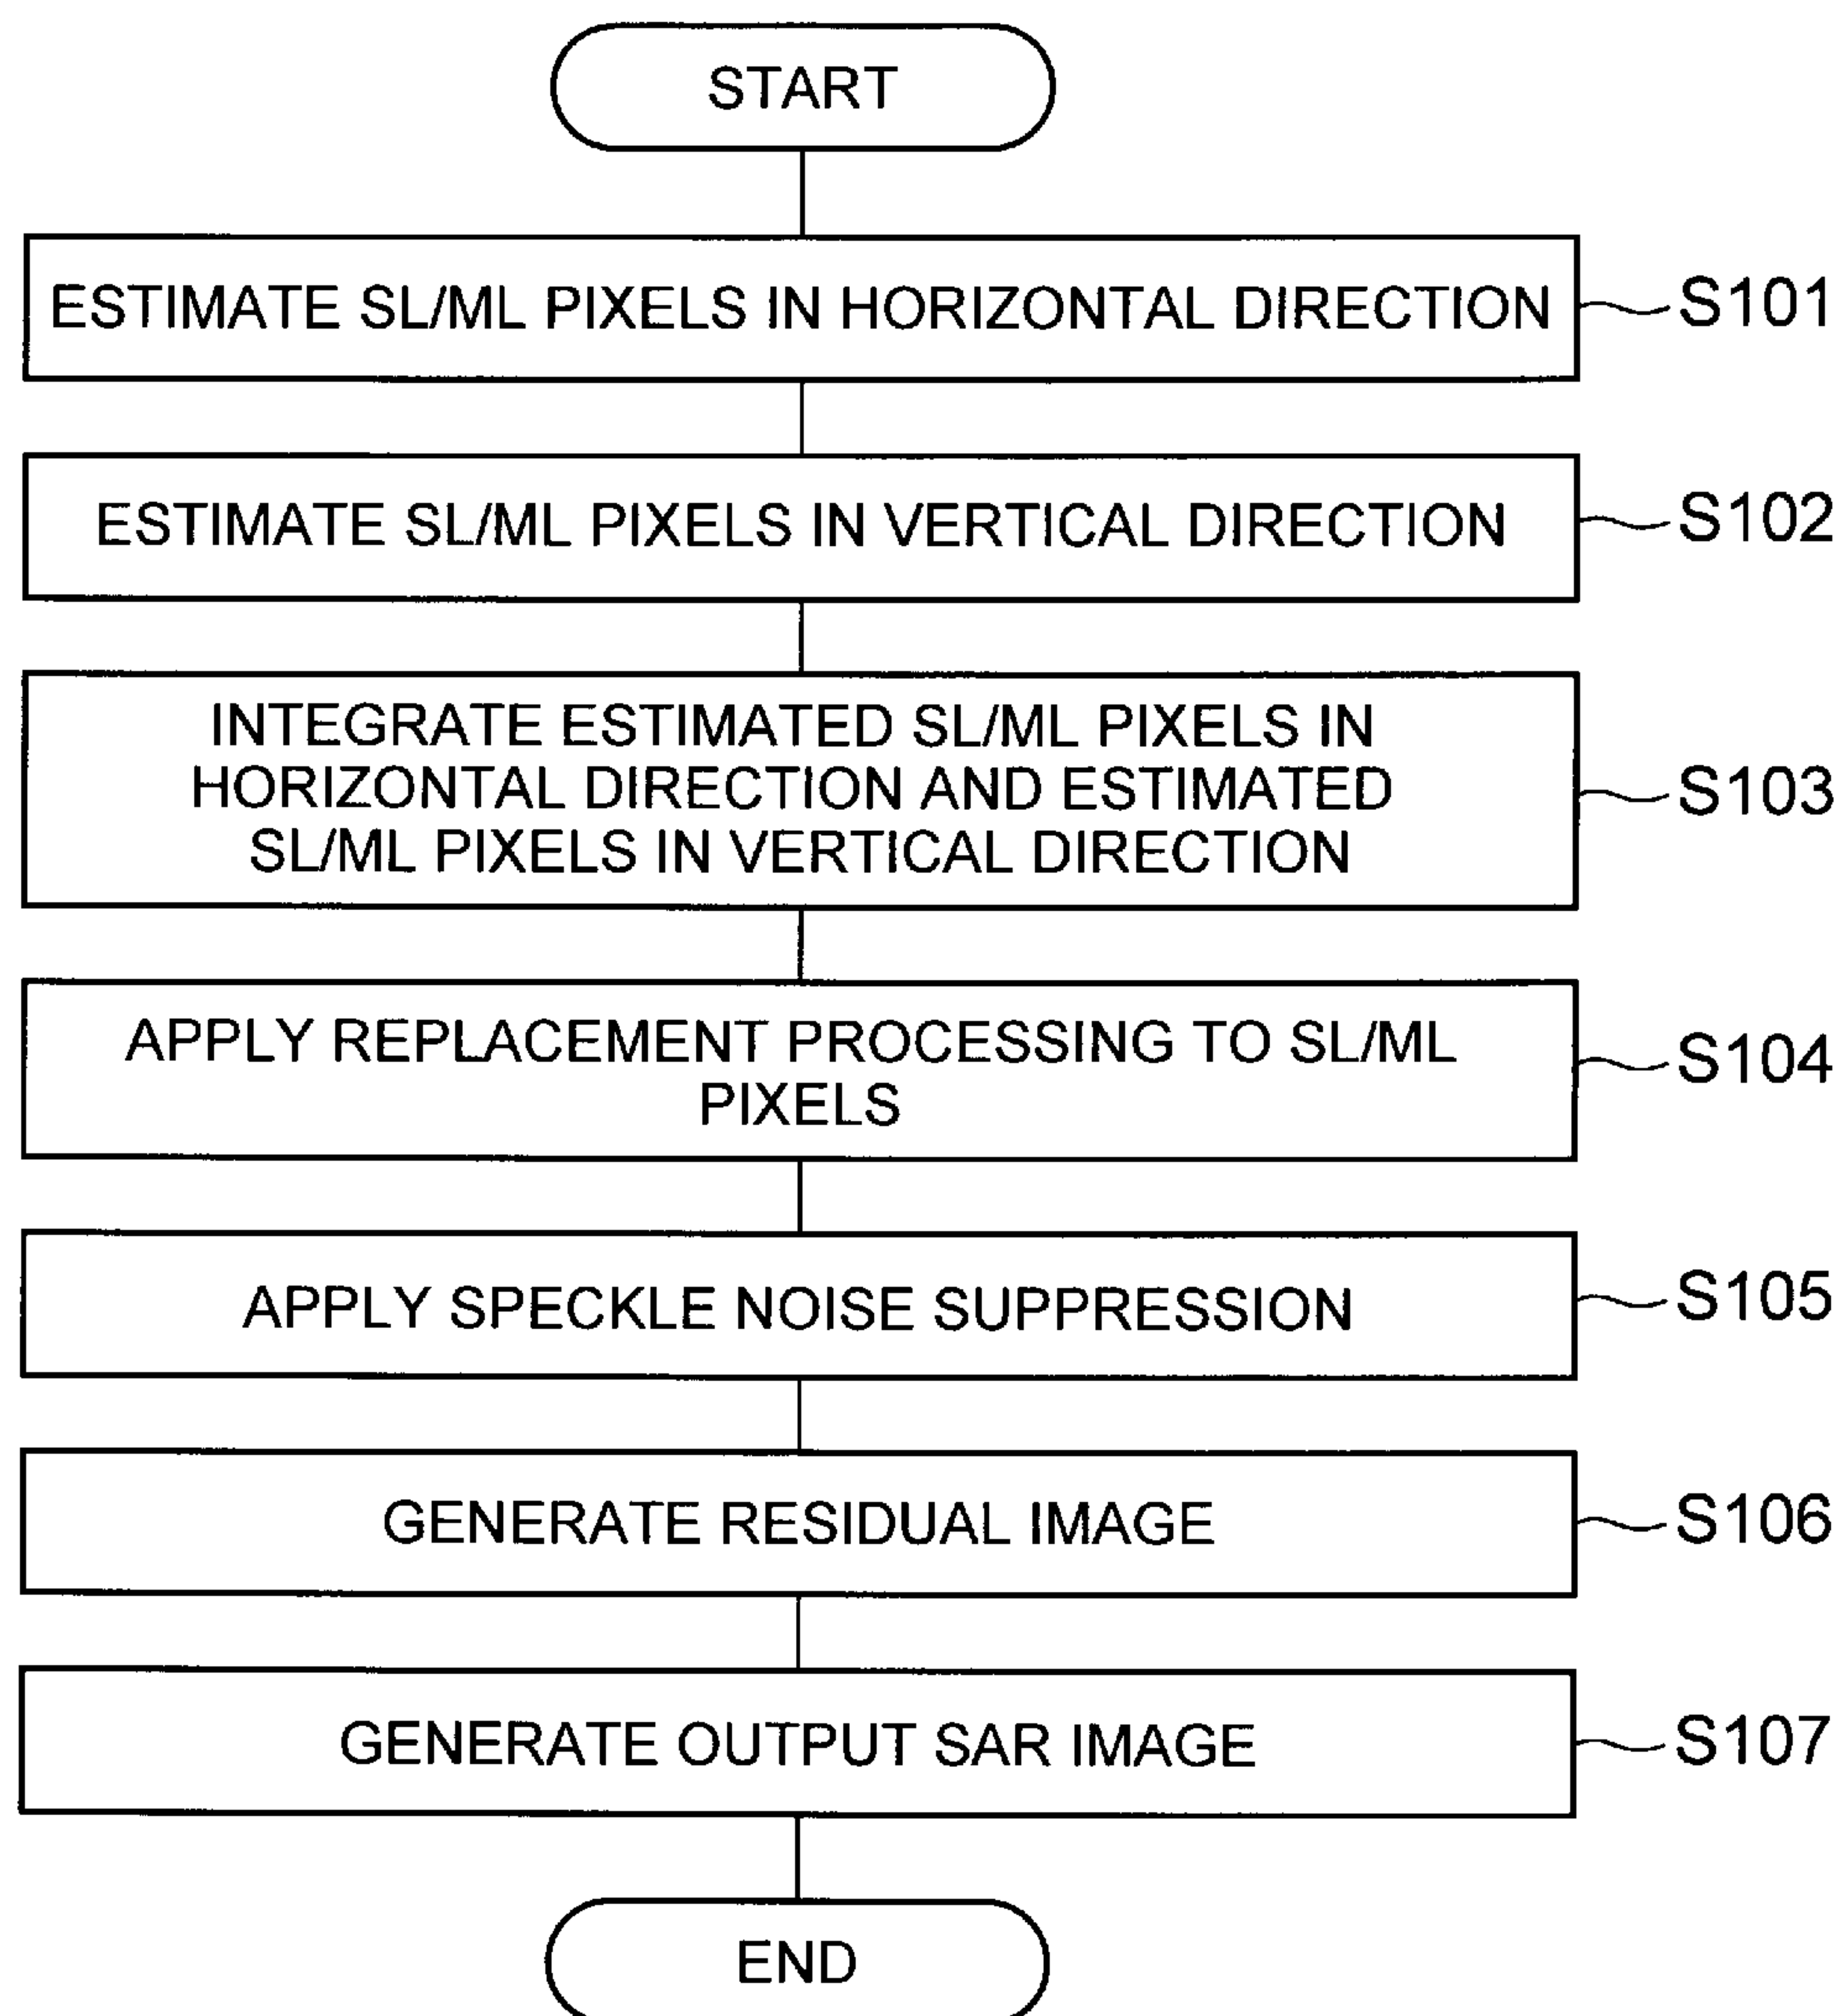 START
ESTIMATE SL/ML PIXELS IN HORIZONTAL DIRECTION
S101
ESTIMATE SL/ML PIXELS IN VERTICAL DIRECTION
S102
INTEGRATE ESTIMATED SL/ML PIXELS IN
HORIZONTAL DIRECTION AND ESTIMATED
SL/ML PIXELS IN VERTICAL DIRECTION
S103
APPLY REPLACEMENT PROCESSING TO SL/ML
PIXELS
S104
APPLY SPECKLE NOISE SUPPRESSION
S105
GENERATE RESIDUAL IMAGE
S106
GENERATE OUTPUT SAR IMAGE
S107
END